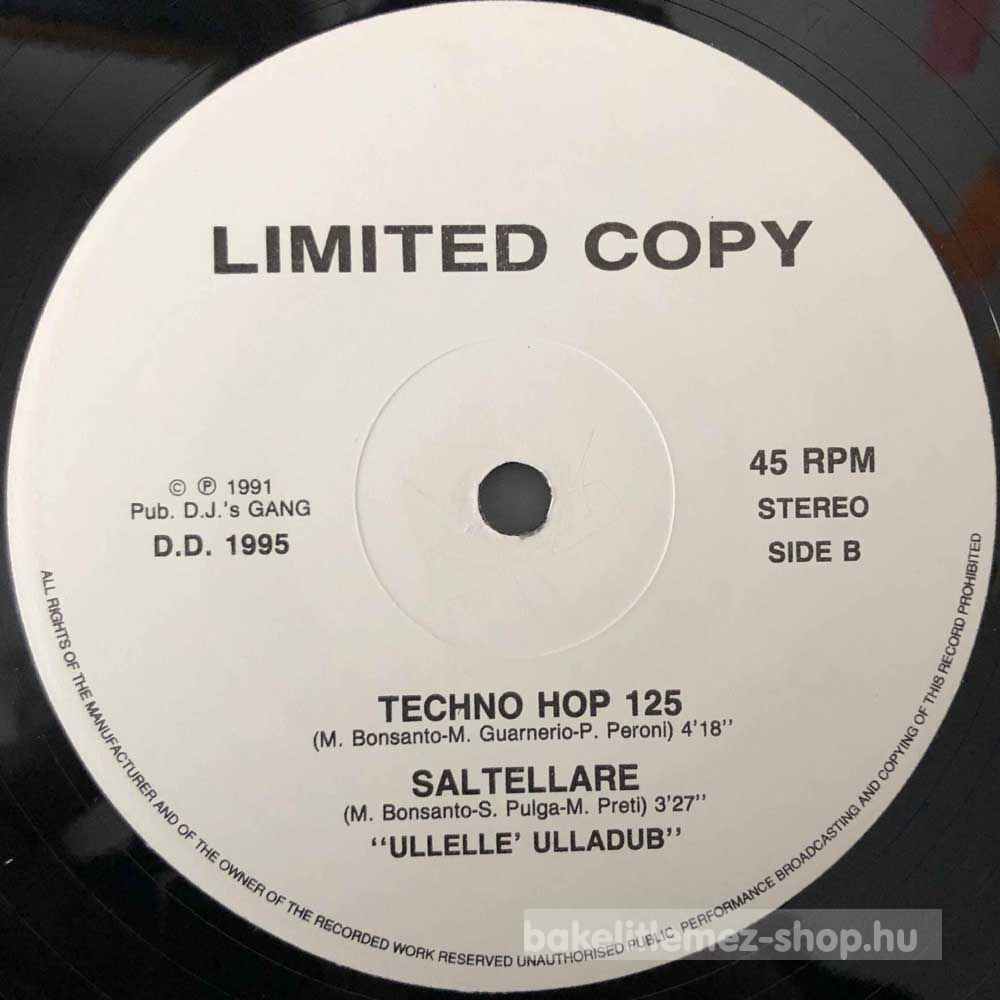 LIMITED COPY
© ℗ 1991
Pub. D.J.'s GANG
D.D. 1995
45 RPM
STEREO
SIDE B
TECHNO HOP 125
(M. Bonsanto-M. Guarnerio-P. Peroni) 4'18''
SALTELLARE
(M. Bonsanto-S. Pulga-M. Preti) 3'27''
"ULLELLE' ULLADUB"
ALL RIGHTS OF THE MANUFACTURER AND OF THE OWNER OF THE RECORDED WORK RESERVED UNAUTHORISED PUBLIC PERFORMANCE BROADCASTING AND COPYING OF THIS RECORD PROHIBITED
bakelitlemez-shop.hu